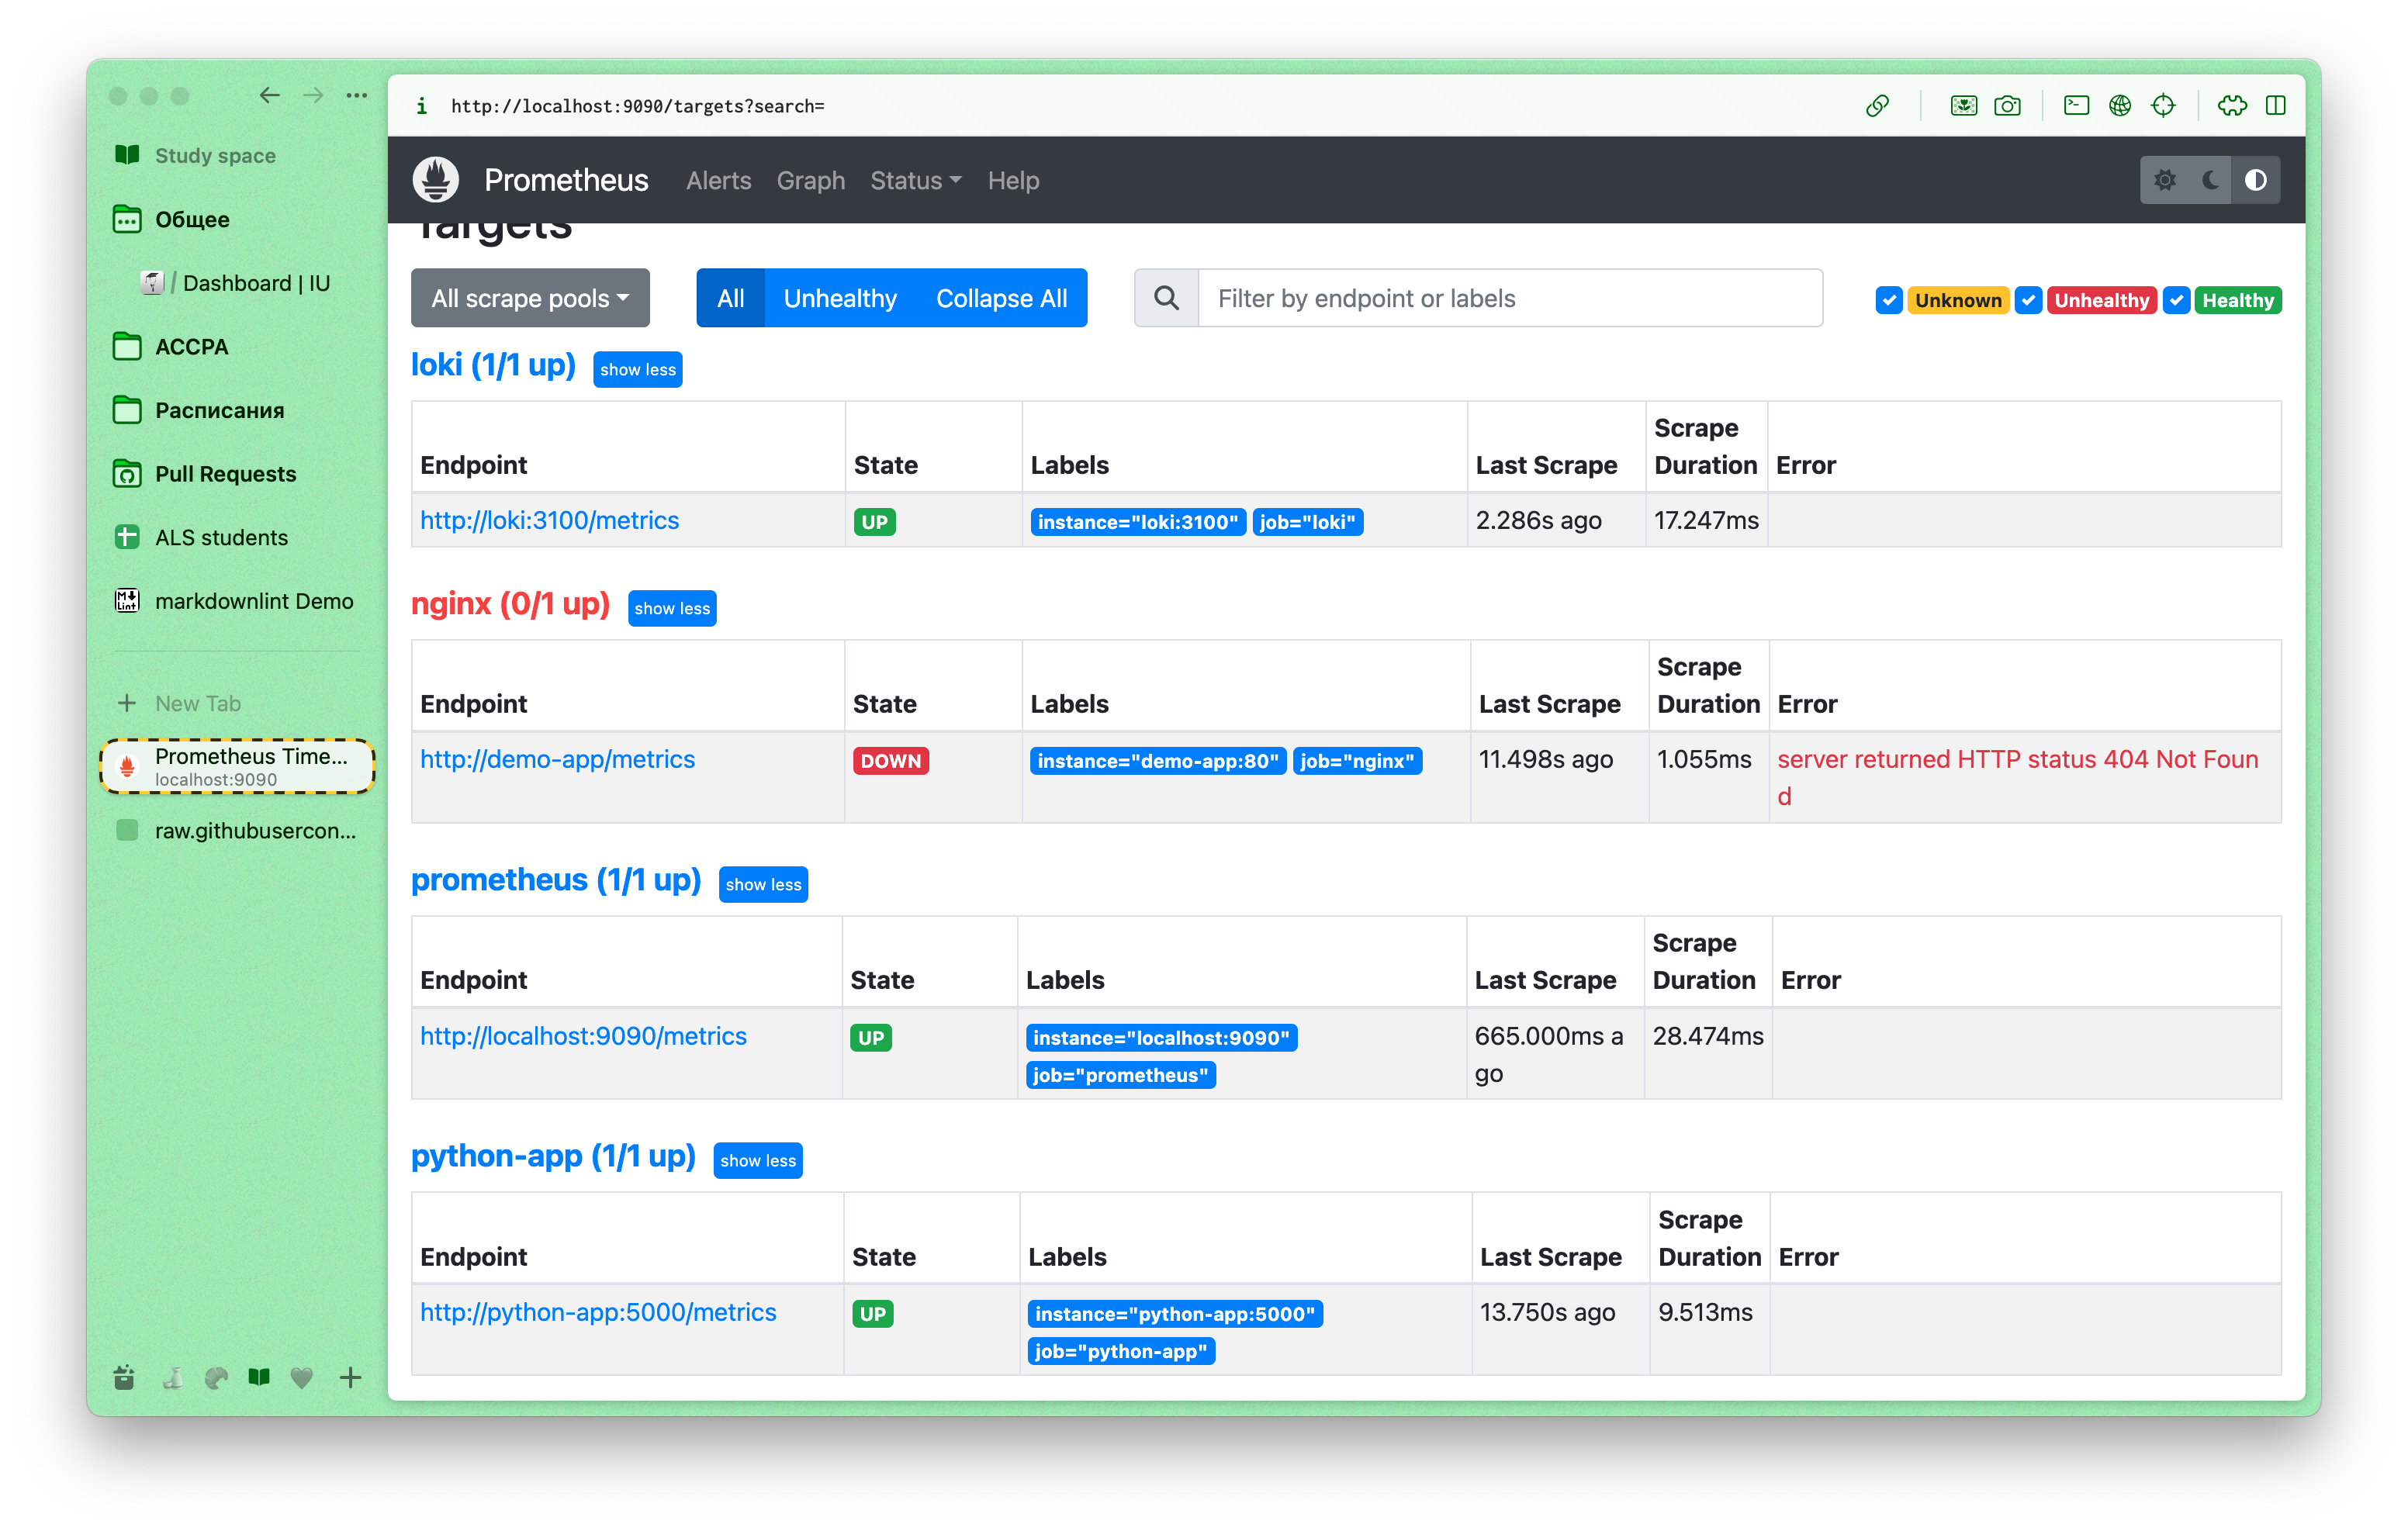 http://localhost:9090/targets?search=
Study space
Общее
/ Dashboard | IU
ACCPA
Расписания
Pull Requests
ALS students
markdownlint Demo
New Tab
Prometheus Time...
localhost:9090
raw.githubusercon...
Prometheus Alerts Graph Status Help
Targets
All scrape pools All Unhealthy Collapse All Filter by endpoint or labels Unknown Unhealthy Healthy
loki (1/1 up) show less
Endpoint State Labels Last Scrape Scrape Duration Error
http://loki:3100/metrics UP instance="loki:3100" job="loki" 2.286s ago 17.247ms
nginx (0/1 up) show less
Endpoint State Labels Last Scrape Scrape Duration Error
http://demo-app/metrics DOWN instance="demo-app:80" job="nginx" 11.498s ago 1.055ms server returned HTTP status 404 Not Foun
d
prometheus (1/1 up) show less
Endpoint State Labels Last Scrape Scrape Duration Error
http://localhost:9090/metrics UP instance="localhost:9090" 665.000ms a 28.474ms
job="prometheus" go
python-app (1/1 up) show less
Endpoint State Labels Last Scrape Scrape Duration Error
http://python-app:5000/metrics UP instance="python-app:5000" 13.750s ago 9.513ms
job="python-app"